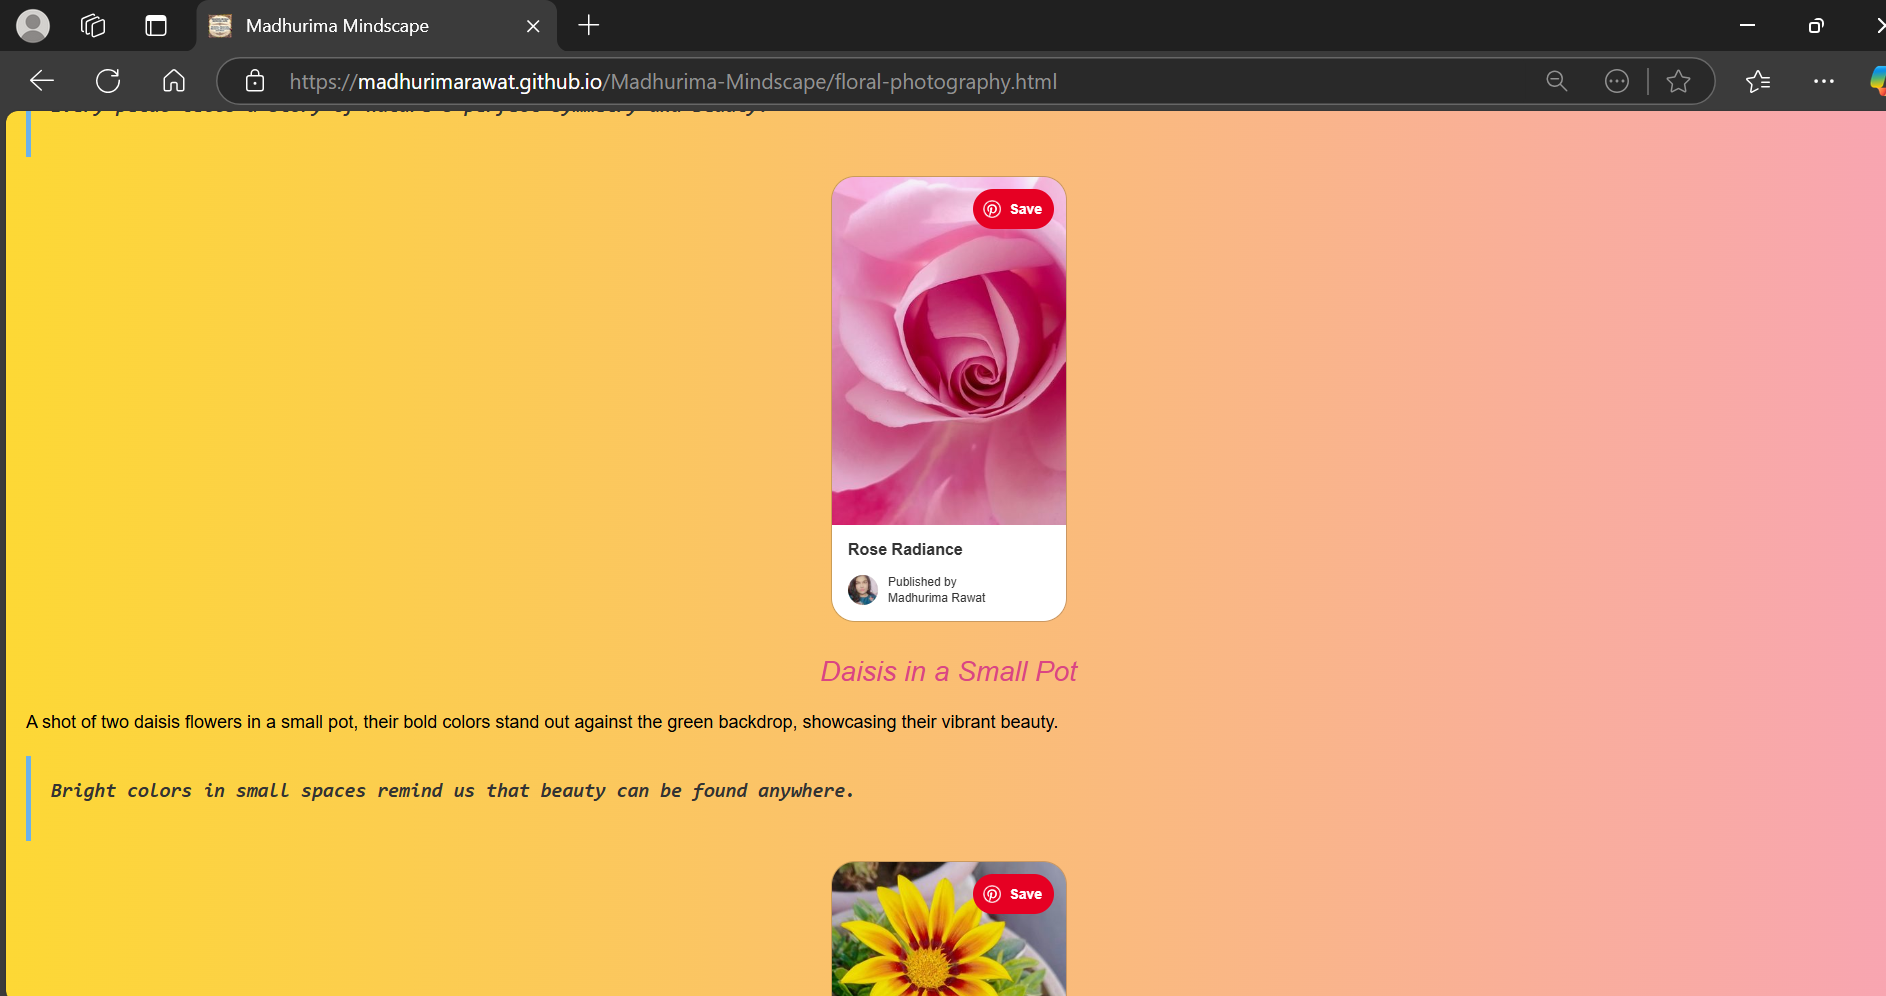 Madhurima Mindscape
https://madhurimarawat.github.io/Madhurima-Mindscape/floral-photography.html
Save
Rose Radiance
Published by
Madhurima Rawat
Daisis in a Small Pot
A shot of two daisis flowers in a small pot, their bold colors stand out against the green backdrop, showcasing their vibrant beauty.
Bright colors in small spaces remind us that beauty can be found anywhere.
Save